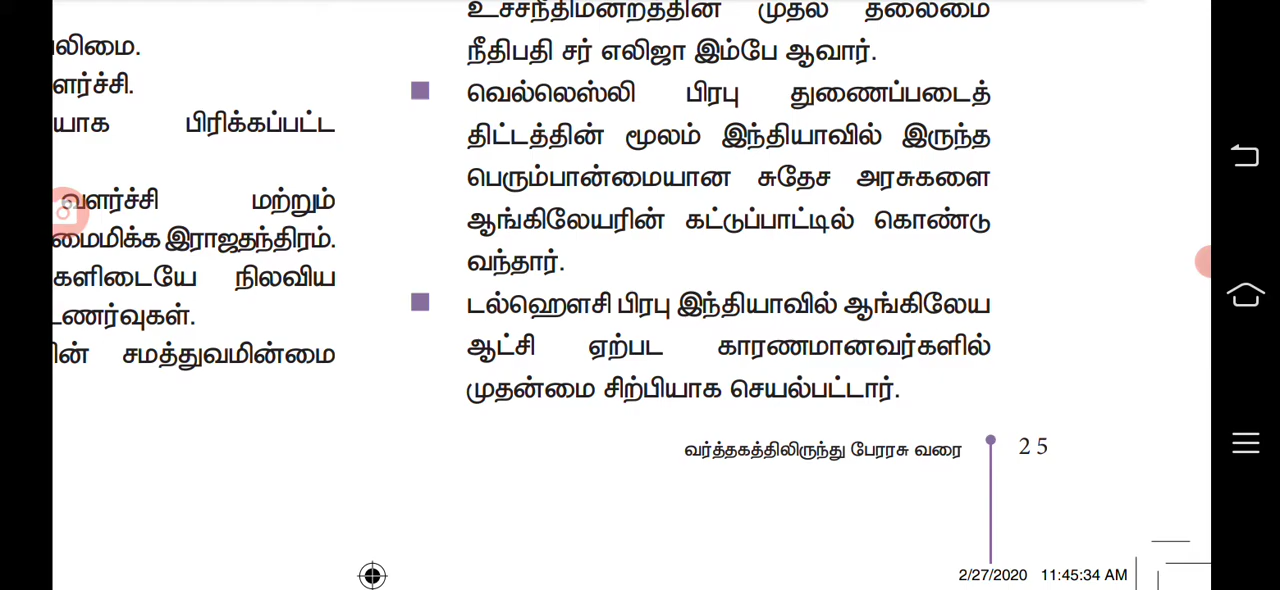 லிமை.
ளர்ச்சி.
யாக பிரிக்கப்பட்ட
வளர்ச்சி மற்றும்
மைமிக்க இராஜதந்திரம்.
களிடையே நிலவிய
உணர்வுகள்.
ின் சமத்துவமின்மை
உச்சநீதிமன்றத்தின் முதல் தலைமை
நீதிபதி சர் எலிஜா இம்பே ஆவார்.
■ வெல்லெஸ்லி பிரபு துணைப்படைத்
திட்டத்தின் மூலம் இந்தியாவில் இருந்த
பெரும்பான்மையான சுதேச அரசுகளை
ஆங்கிலேயரின் கட்டுப்பாட்டில் கொண்டு
வந்தார்.
■ டல்ஹௌசி பிரபு இந்தியாவில் ஆங்கிலேய
ஆட்சி ஏற்பட காரணமானவர்களில்
முதன்மை சிற்பியாக செயல்பட்டார்.
வர்த்தகத்திலிருந்து பேரரசு வரை 25
2/27/2020 11:45:34 AM